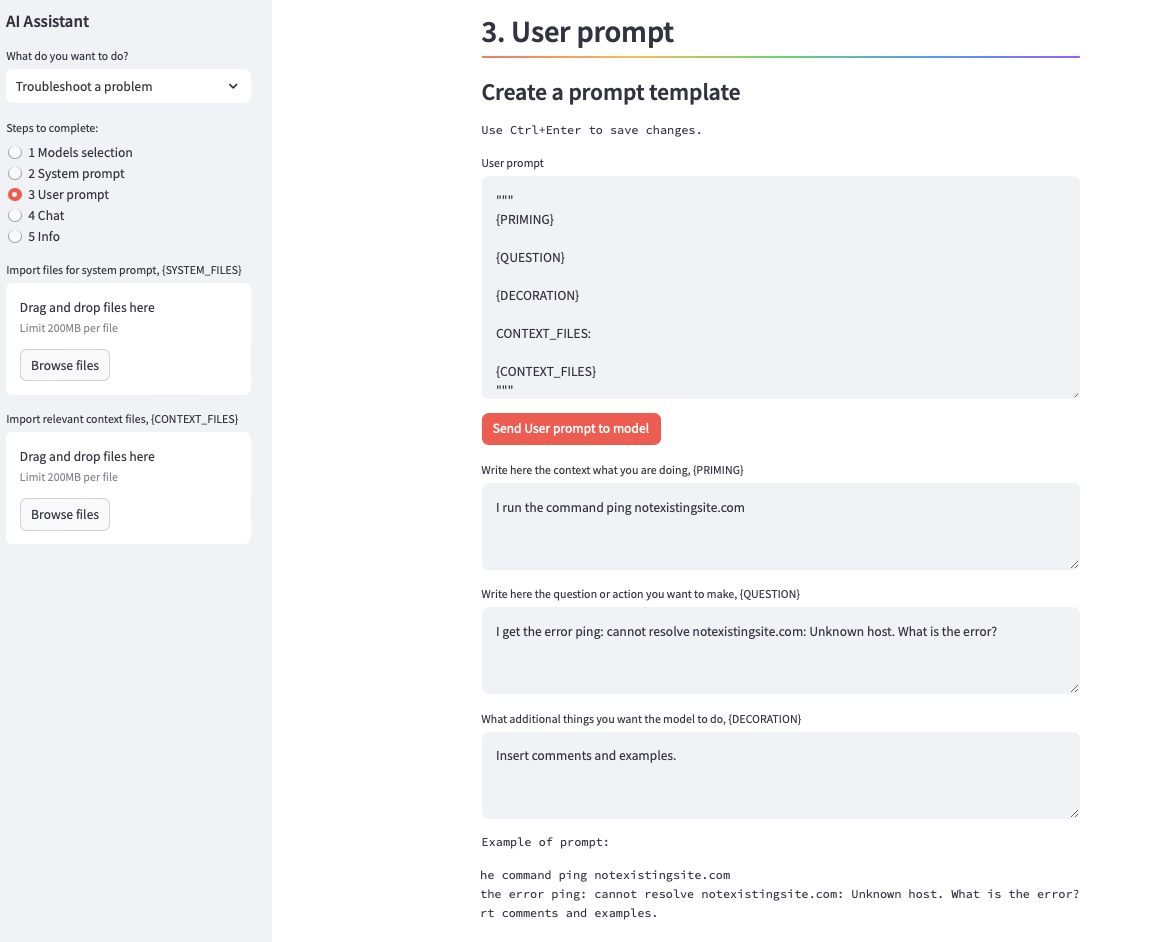 AI Assistant
What do you want to do?
Troubleshoot a problem
Steps to complete:
1 Models selection
2 System prompt
3 User prompt
4 Chat
5 Info
Import files for system prompt, {SYSTEM_FILES}
Drag and drop files here
Limit 200MB per file
Browse files
Import relevant context files, {CONTEXT_FILES}
Drag and drop files here
Limit 200MB per file
Browse files
3. User prompt
Create a prompt template
Use Ctrl+Enter to save changes.
User prompt
"""
{PRIMING}
{QUESTION}
{DECORATION}
CONTEXT_FILES:
{CONTEXT_FILES}
"""
Send User prompt to model
Write here the context what you are doing, {PRIMING}
I run the command ping notexistingsite.com
Write here the question or action you want to make, {QUESTION}
I get the error ping: cannot resolve notexistingsite.com: Unknown host. What is the error?
What additional things you want the model to do, {DECORATION}
Insert comments and examples.
Example of prompt:
he command ping notexistingsite.com
the error ping: cannot resolve notexistingsite.com: Unknown host. What is the error?
rt comments and examples.